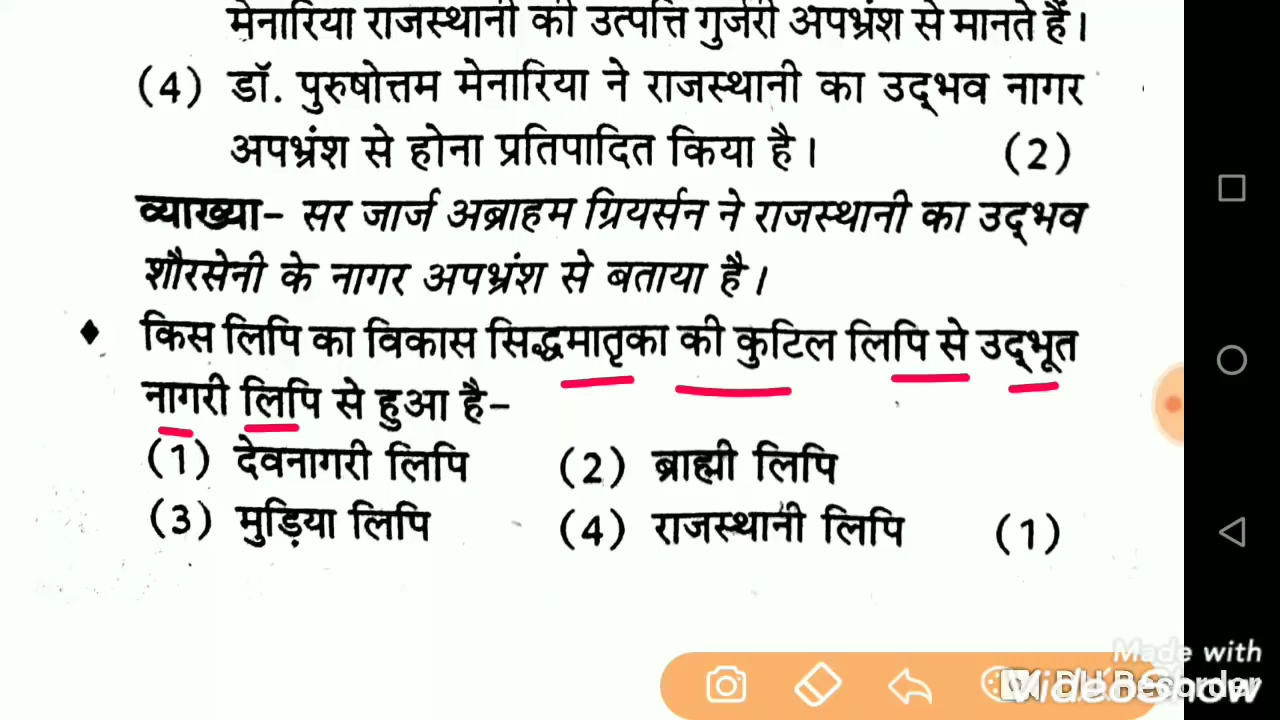 मेनारिया राजस्थानी की उत्पत्ति गुर्जरी अपभ्रंश से मानते हैं।
(4) डॉ. पुरुषोत्तम मेनारिया ने राजस्थानी का उद्भव नागर
अपभ्रंश से होना प्रतिपादित किया है। (2)
व्याख्या- सर जार्ज अब्राहम ग्रियर्सन ने राजस्थानी का उद्भव
शौरसेनी के नागर अपभ्रंश से बताया है।
♦ किस लिपि का विकास सिद्धमातृका की कुटिल लिपि से उद्भूत
नागरी लिपि से हुआ है-
(1) देवनागरी लिपि (2) ब्राह्मी लिपि
(3) मुड़िया लिपि (4) राजस्थानी लिपि (1)
Made with
VideoShow
Recorder